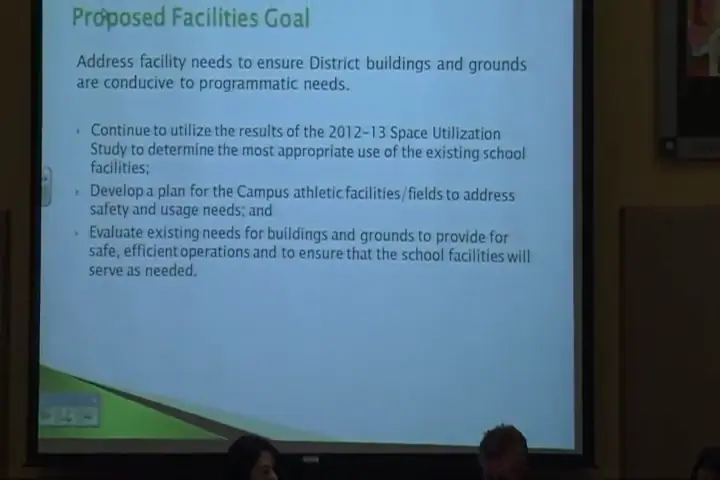 Proposed Facilities Goal
Address facility needs to ensure District buildings and grounds
are conducive to programmatic needs.
Continue to utilize the results of the 2012-13 Space Utilization
Study to determine the most appropriate use of the existing school
facilities;
Develop a plan for the Campus athletic facilities/fields to address
safety and usage needs; and
Evaluate existing needs for buildings and grounds to provide for
safe, efficient operations and to ensure that the school facilities will
serve as needed.